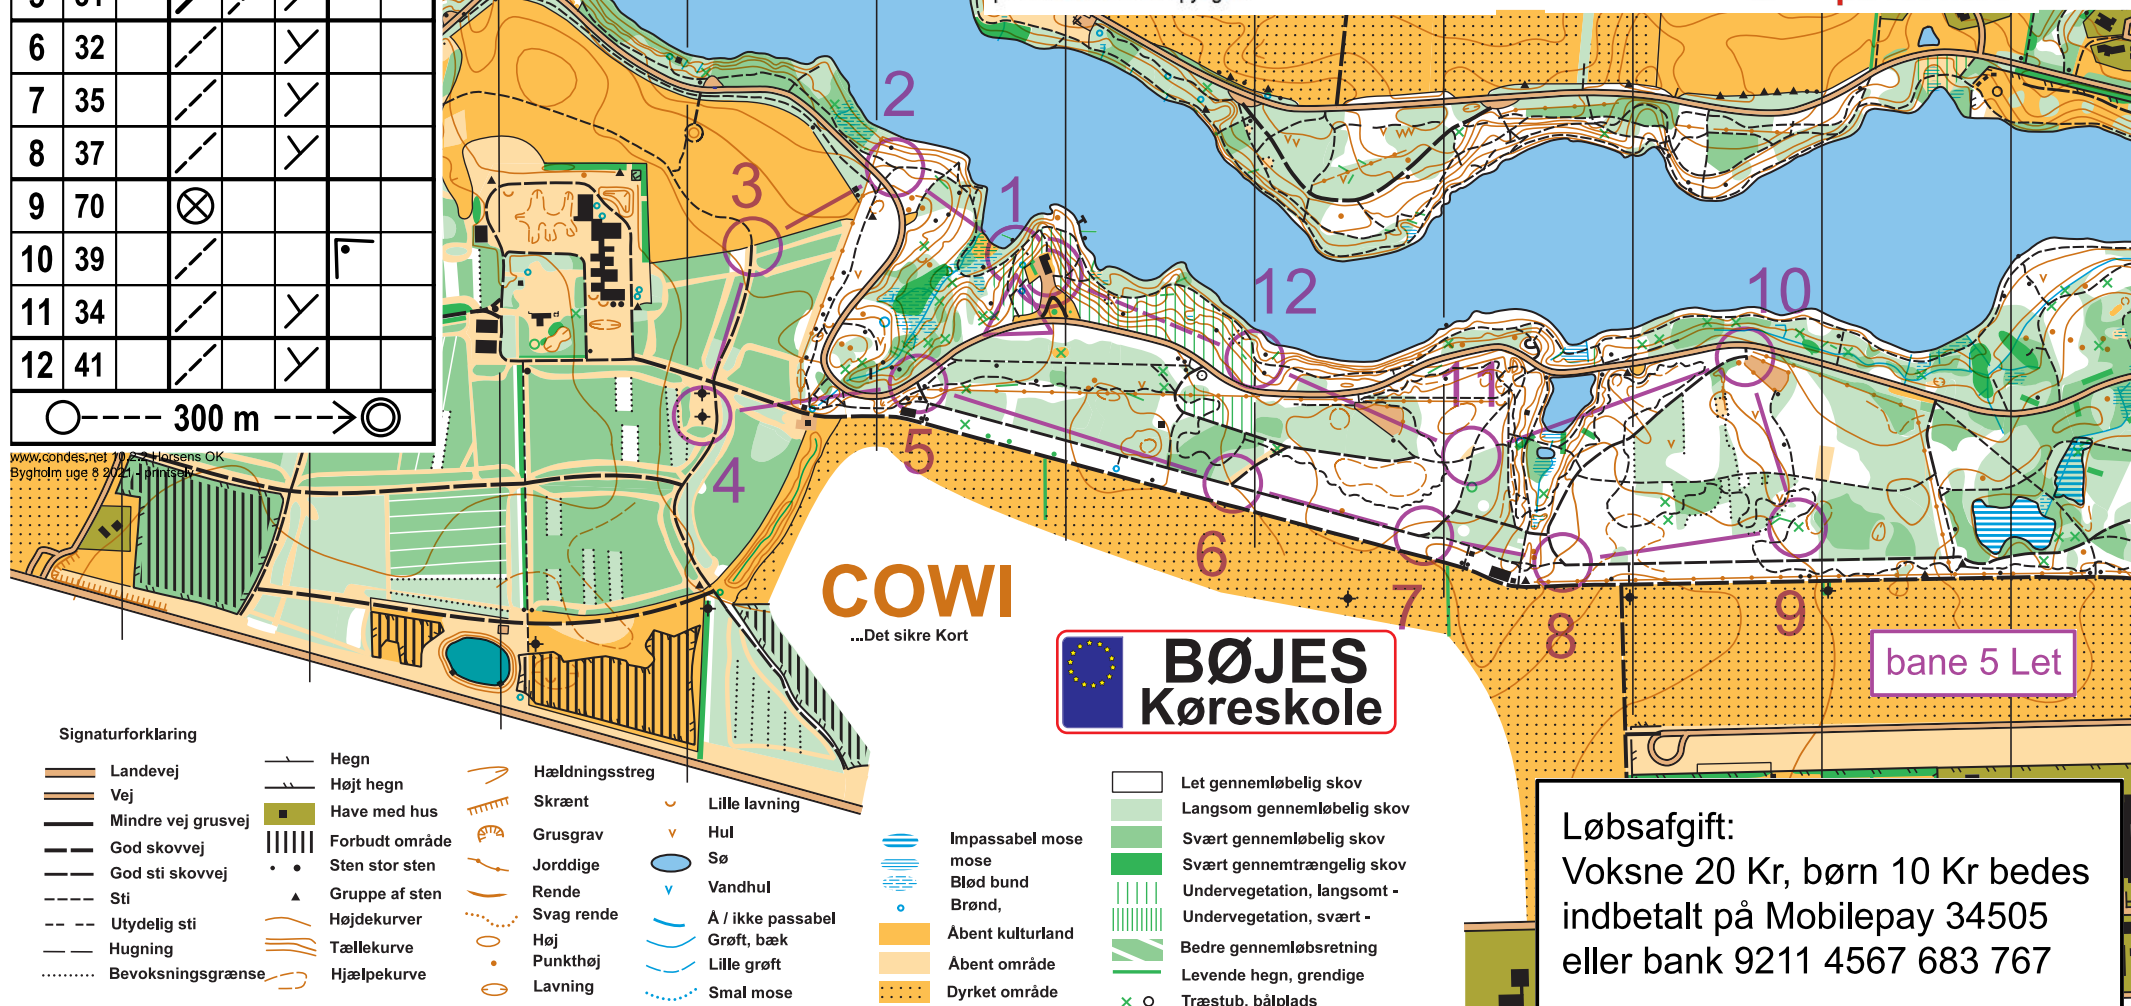 6 32
7 35
8 37
9 70
10 39
11 34
12 41
300 m
www.condes.net 10.2.2 Horsens OK
Bygholm uge 8 2021 - printselv
2
3
1
12
10
11
4
5
6
7
8
9
COWI
...Det sikre Kort
BØJES
Køreskole
bane 5 Let
Signaturforklaring
Landevej
Vej
Mindre vej grusvej
God skovvej
God sti skovvej
Sti
Utydelig sti
Hugning
Bevoksningsgrænse
Hegn
Højt hegn
Have med hus
Forbudt område
Sten stor sten
Gruppe af sten
Højdekurver
Tællekurve
Hjælpekurve
Hældningsstreg
Skrænt
Grusgrav
Jorddige
Rende
Svag rende
Høj
Punkthøj
Lavning
Lille lavning
Hul
Sø
Vandhul
Å / ikke passabel
Grøft, bæk
Lille grøft
Smal mose
Impassabel mose
mose
Blød bund
Brønd,
Åbent kulturland
Åbent område
Dyrket område
Let gennemløbelig skov
Langsom gennemløbelig skov
Svært gennemløbelig skov
Svært gennemtrængelig skov
Undervegetation, langsomt -
Undervegetation, svært -
Bedre gennemløbsretning
Levende hegn, grendige
Træstub, bålplads
Løbsafgift:
Voksne 20 Kr, børn 10 Kr bedes
indbetalt på Mobilepay 34505
eller bank 9211 4567 683 767